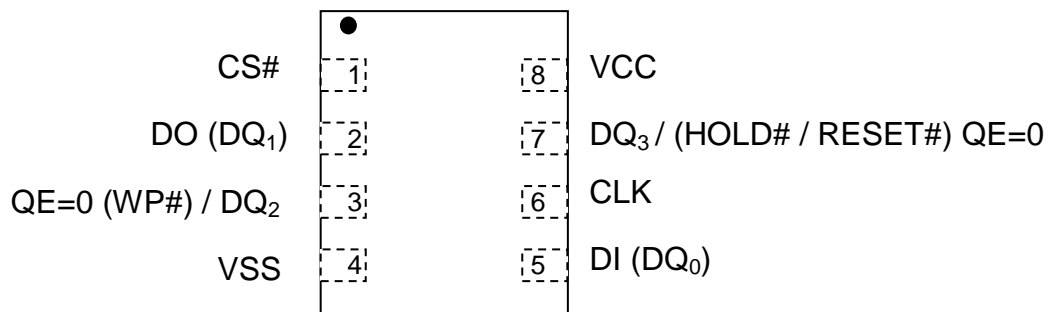 CS# 1 8 VCC
DO (DQ₁) 2 7 DQ₃ / (HOLD# / RESET#) QE=0
QE=0 (WP#) / DQ₂ 3 6 CLK
VSS 4 5 DI (DQ₀)